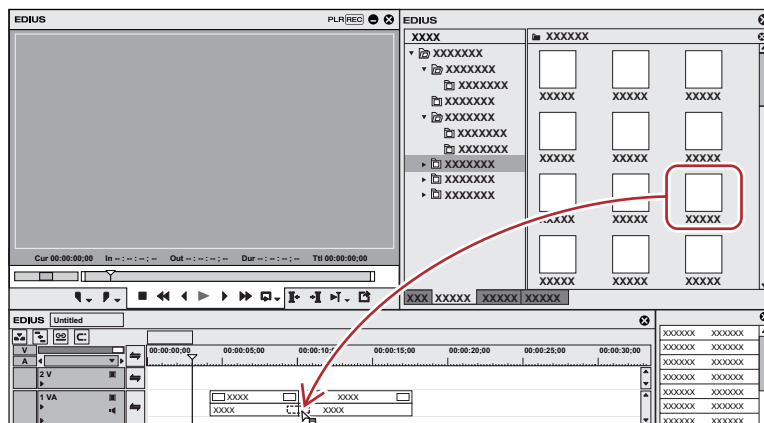 EDIUS PLR REC
Cur 00:00:00;00 In -- : -- : -- ; -- Out -- : -- : -- ; -- Dur -- : -- : -- ; -- Ttl 00:00:00;00
EDIUS
XXXX
XXXXXXX
XXXXXXX
XXXXXXX
XXXXXXX
XXXXXXX
XXXXXXX
XXXXXXX
XXXXXXX
XXXXXXX
XXXXXXX
XXXXXX
XXXXX XXXXX XXXXX
XXXXX XXXXX XXXXX
XXXXX XXXXX
XXXXX XXXXX XXXXX
XXX XXXXX XXXXX XXXXX
EDIUS Untitled
V
A
00:00:00;00 00:00:05;00 00:00:15;00 00:00:20;00 00:00:25;00 00:00:30;00
2 V
1 VA
XXXX XXXX
XXXX XXXX
XXXXXX XXXXXX
XXXXXX XXXXXX
XXXXXX XXXXXX
XXXXXX XXXXXX
XXXXXX XXXXXX
XXXXXX XXXXXX
XXXXXX XXXXXX